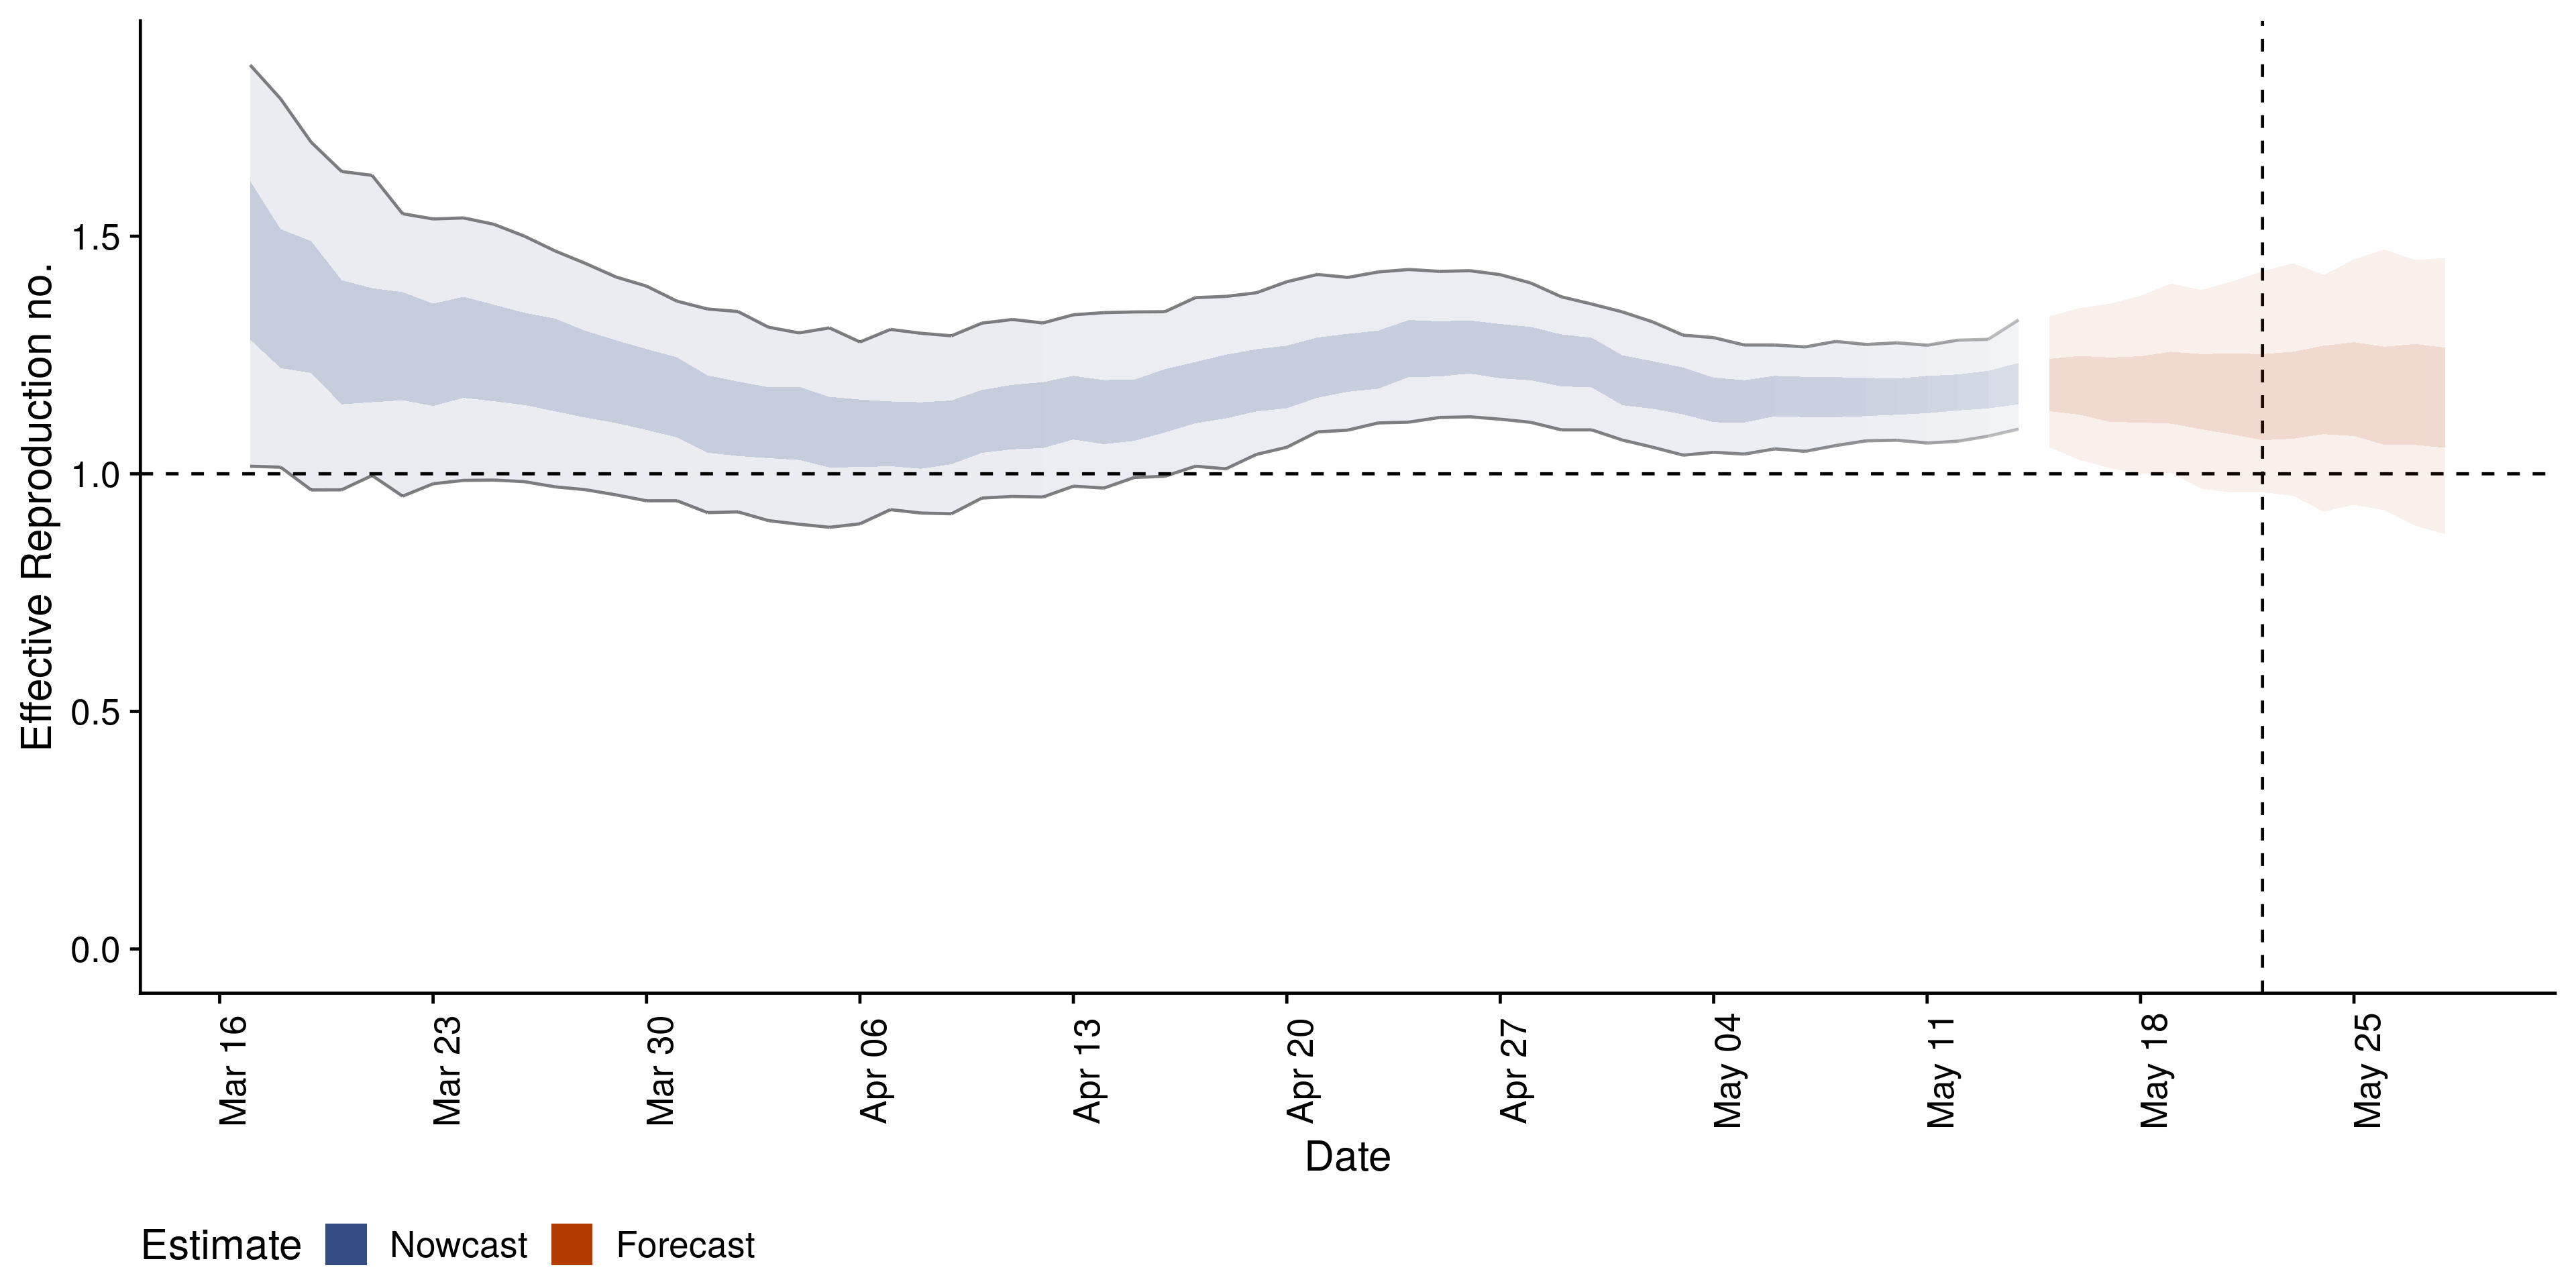 Effective Reproduction no.
1.5
1.0
0.5
0.0
Mar 16
Mar 23
Mar 30
Apr 06
Apr 13
Apr 20
Apr 27
May 04
May 11
May 18
May 25
Date
Estimate Nowcast Forecast